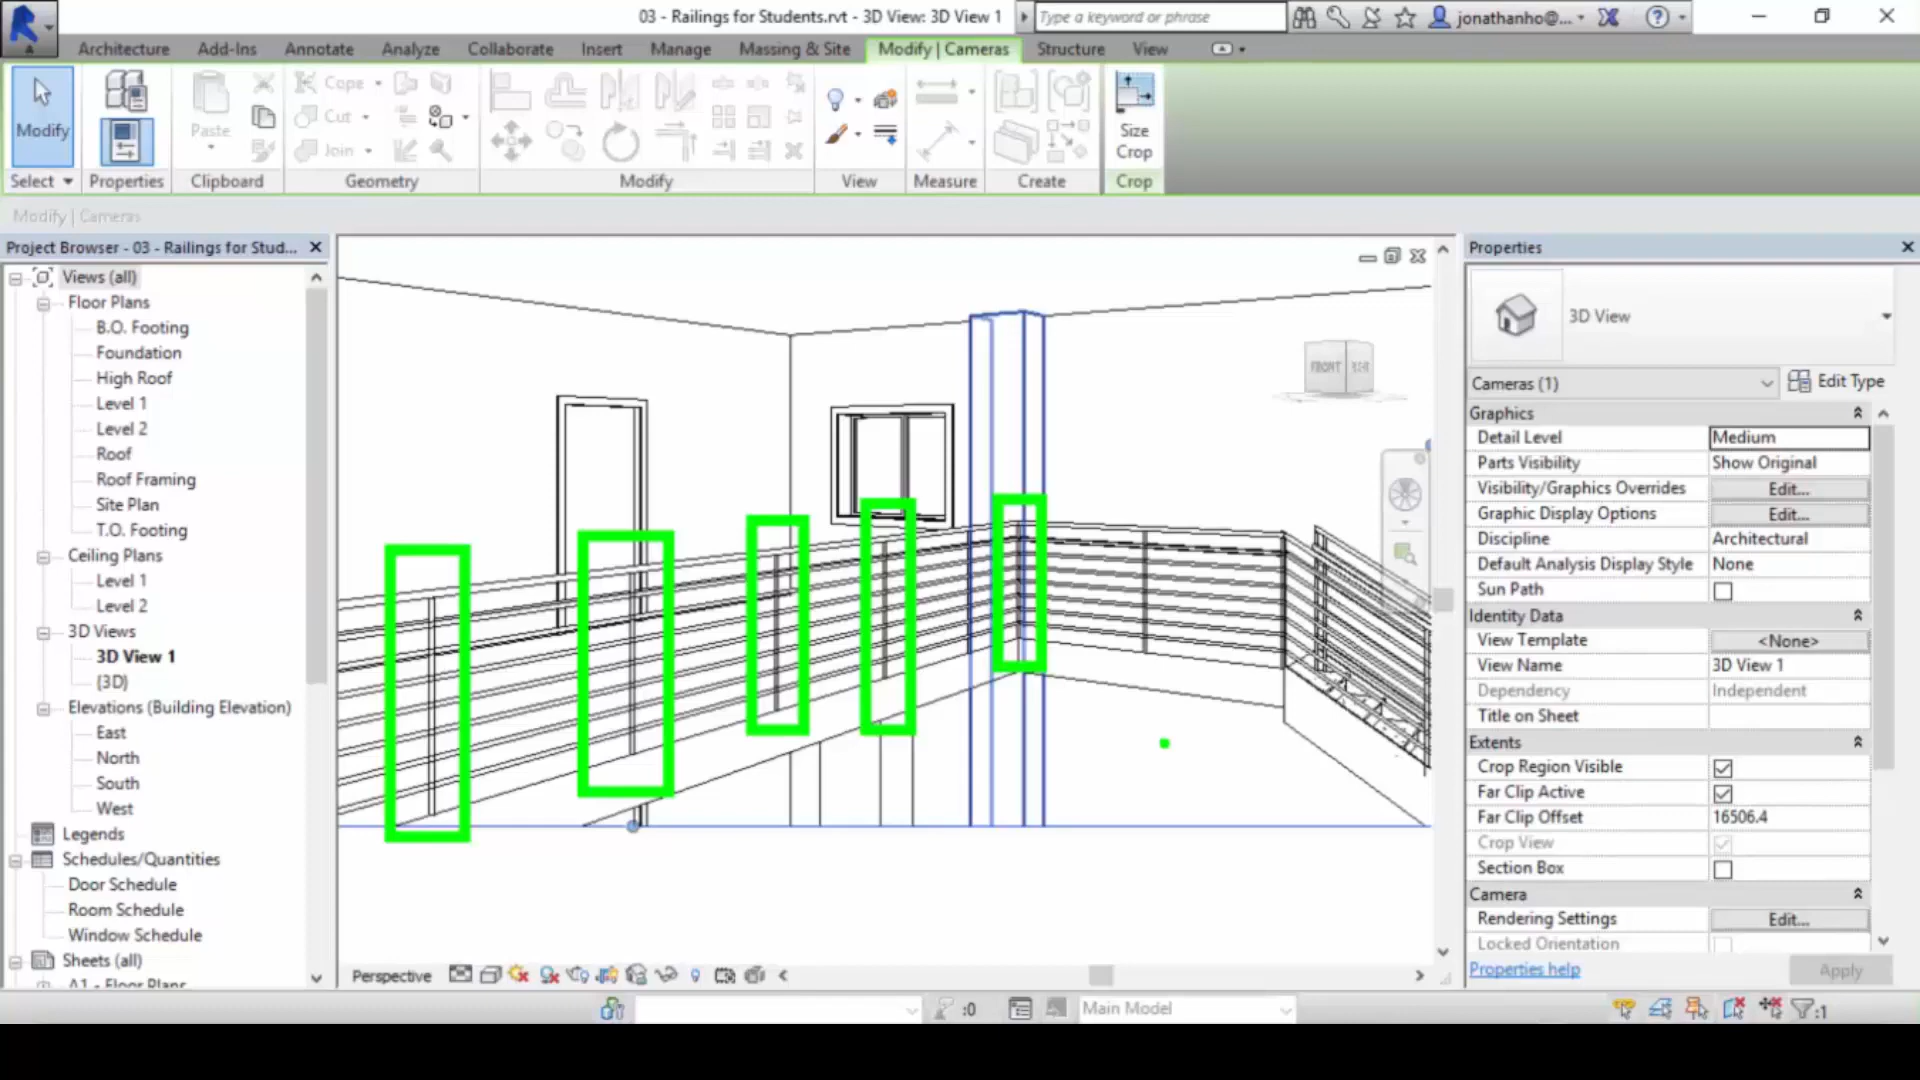 03 - Railings for Students.rvt - 3D View: 3D View 1
Type a keyword or phrase
jonathanho@...
Architecture Add-Ins Annotate Analyze Collaborate Insert Manage Massing & Site Modify | Cameras Structure View
Modify
Paste
Cope
Cut
Join
Size
Crop
Select Properties Clipboard Geometry Modify View Measure Create Crop
Modify | Cameras
Project Browser - 03 - Railings for Stud...
Views (all)
Floor Plans
B.O. Footing
Foundation
High Roof
Level 1
Level 2
Roof
Roof Framing
Site Plan
T.O. Footing
Ceiling Plans
Level 1
Level 2
3D Views
3D View 1
{3D}
Elevations (Building Elevation)
East
North
South
West
Legends
Schedules/Quantities
Door Schedule
Room Schedule
Window Schedule
Sheets (all)
A1 - Floor Plans
FRONT
Perspective
:0
Main Model
Properties
3D View
Cameras (1) Edit Type
Graphics
Detail Level Medium
Parts Visibility Show Original
Visibility/Graphics Overrides Edit...
Graphic Display Options Edit...
Discipline Architectural
Default Analysis Display Style None
Sun Path
Identity Data
View Template <None>
View Name 3D View 1
Dependency Independent
Title on Sheet
Extents
Crop Region Visible
Far Clip Active
Far Clip Offset 16506.4
Crop View
Section Box
Camera
Rendering Settings Edit...
Locked Orientation
Properties help Apply
:1